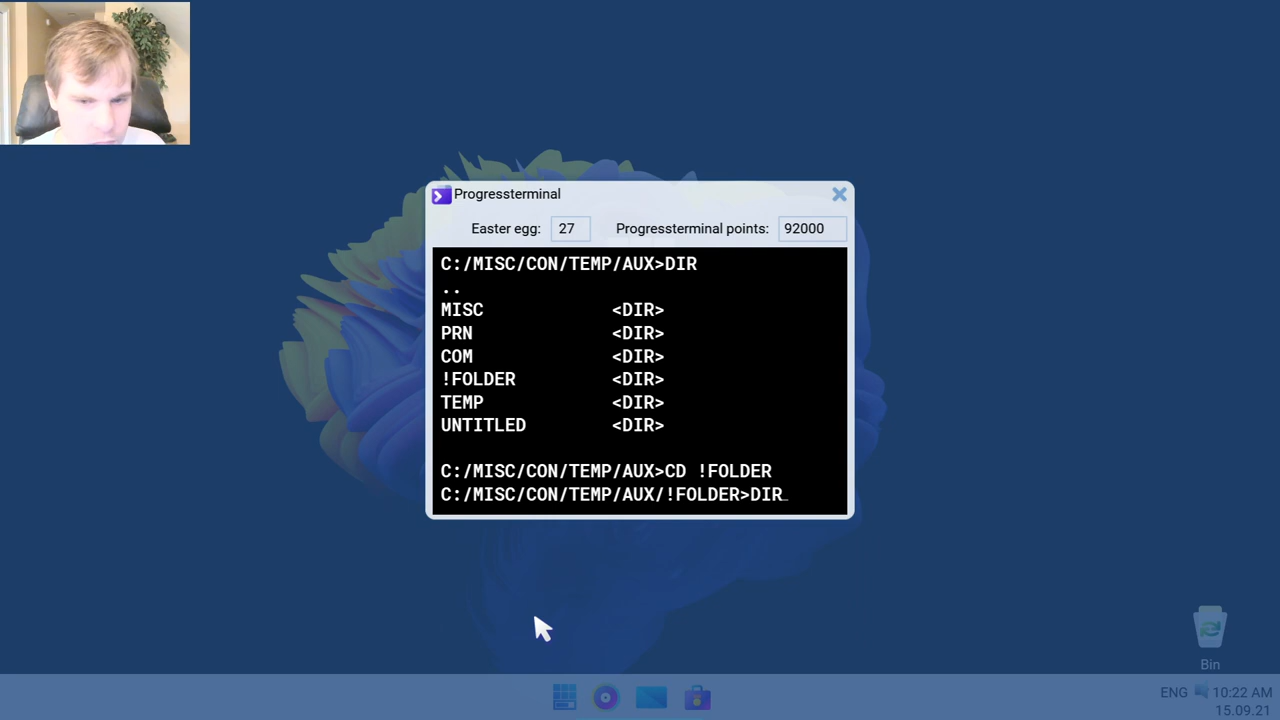 Progressterminal
Easter egg: 27 Progressterminal points: 92000
C:/MISC/CON/TEMP/AUX>DIR
..
MISC <DIR>
PRN <DIR>
COM <DIR>
!FOLDER <DIR>
TEMP <DIR>
UNTITLED <DIR>
C:/MISC/CON/TEMP/AUX>CD !FOLDER
C:/MISC/CON/TEMP/AUX/!FOLDER>DIR_
Bin
ENG 10:22 AM
15.09.21